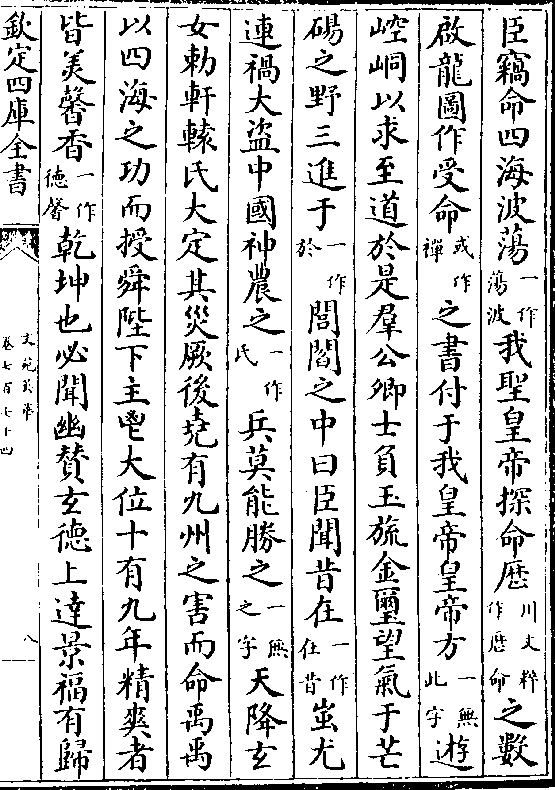 臣竊命四海波蕩一作蕩波我聖皇帝探命歴川文粹作歴命之數
啟龍圖作受命或作禪之書付于我皇帝皇帝方一無此字遊
崆峒以求至道於是羣公卿士負玉旒金璽望氣于芒
碭之野三進于一作於閭閻之中曰臣聞昔在一作在昔蚩尤
連禍大盜中國神農之一作氏兵莫能勝之一無之字天降玄
女勅軒轅氏大定其災厥後堯有九州之害而命禹禹
以四海之功而授舜陛下主鬯大位十有九年精爽者
皆羙馨香一作德馨乾坤也必聞幽贊玄德上達景福有歸
欽定四庫全書
文苑英華
卷七百七十四
八